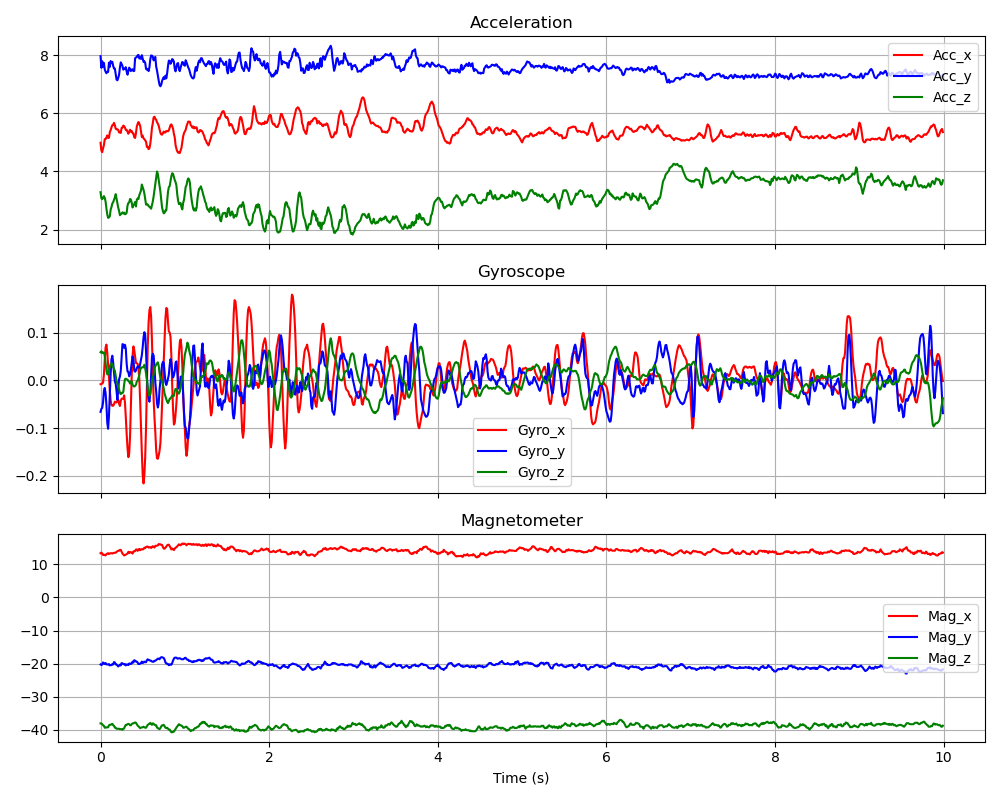 Acceleration
8
6
4
2
Acc_x
Acc_y
Acc_z
Gyroscope
0.1
0.0
−0.1
−0.2
Gyro_x
Gyro_y
Gyro_z
Magnetometer
10
0
−10
−20
−30
−40
Mag_x
Mag_y
Mag_z
0 2 4 6 8 10
Time (s)